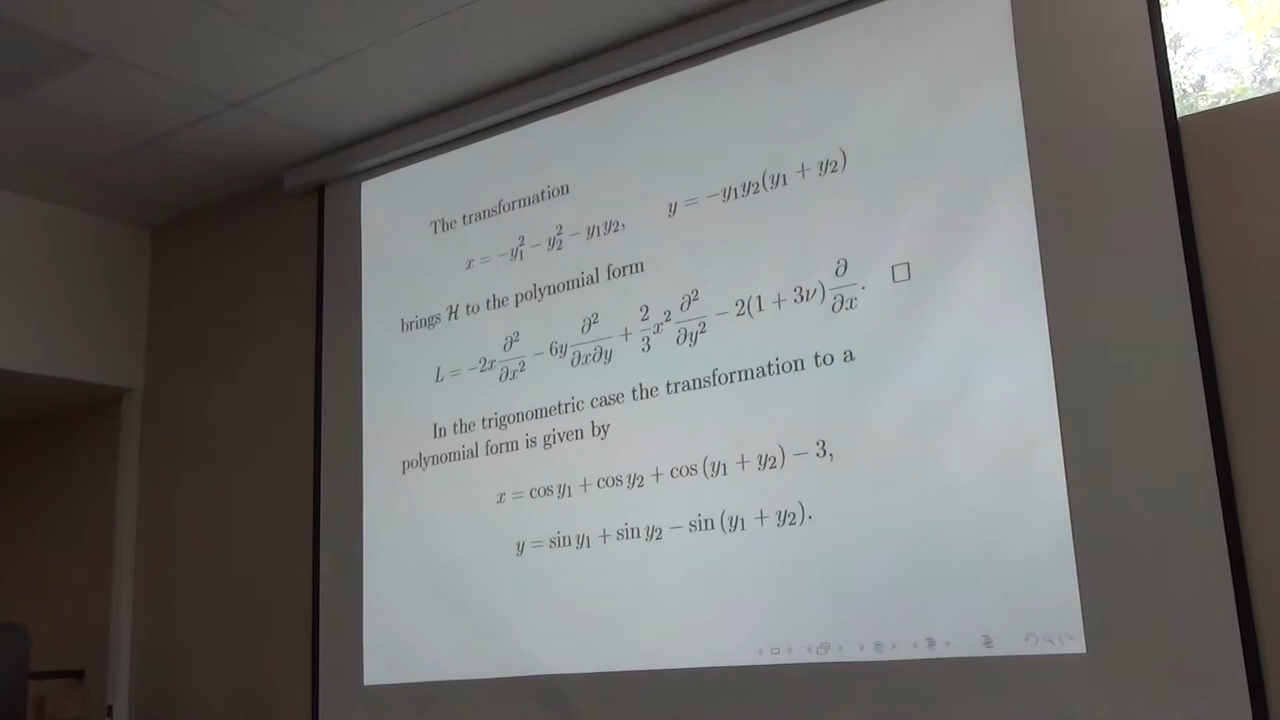 The transformation
x = −y₁² − y₂² − y₁y₂, y = −y₁y₂(y₁ + y₂)
brings ℋ to the polynomial form
L = −2x ∂²/∂x² − 6y ∂²/∂x∂y + 2/3 x² ∂²/∂y² − 2(1 + 3ν) ∂/∂x. □
In the trigonometric case the transformation to a
polynomial form is given by
x = cos y₁ + cos y₂ + cos (y₁ + y₂) − 3,
y = sin y₁ + sin y₂ − sin (y₁ + y₂).